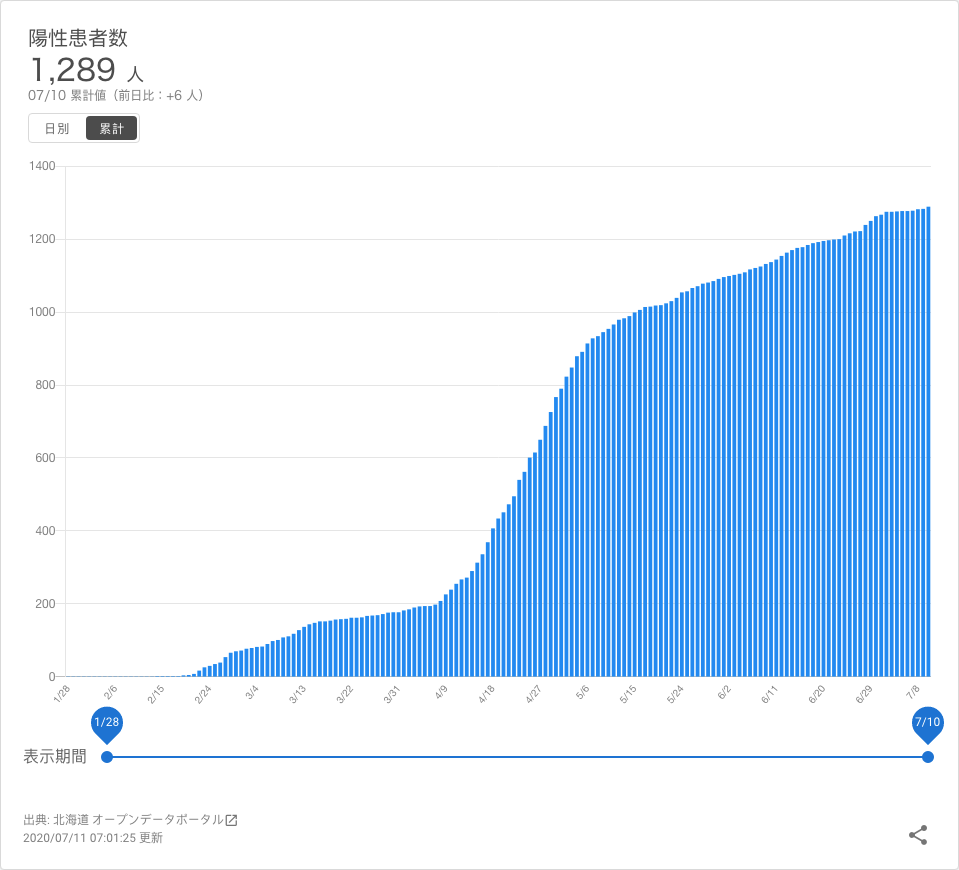 陽性患者数
1,289 人
07/10 累計値（前日比：+6 人）
日別 累計
1400
1200
1000
800
600
400
200
0
1/28 2/6 2/15 2/24 3/4 3/13 3/22 3/31 4/9 4/18 4/27 5/6 5/15 5/24 6/2 6/11 6/20 6/29 7/8
1/28 7/10
表示期間
出典: 北海道 オープンデータポータル
2020/07/11 07:01:25 更新